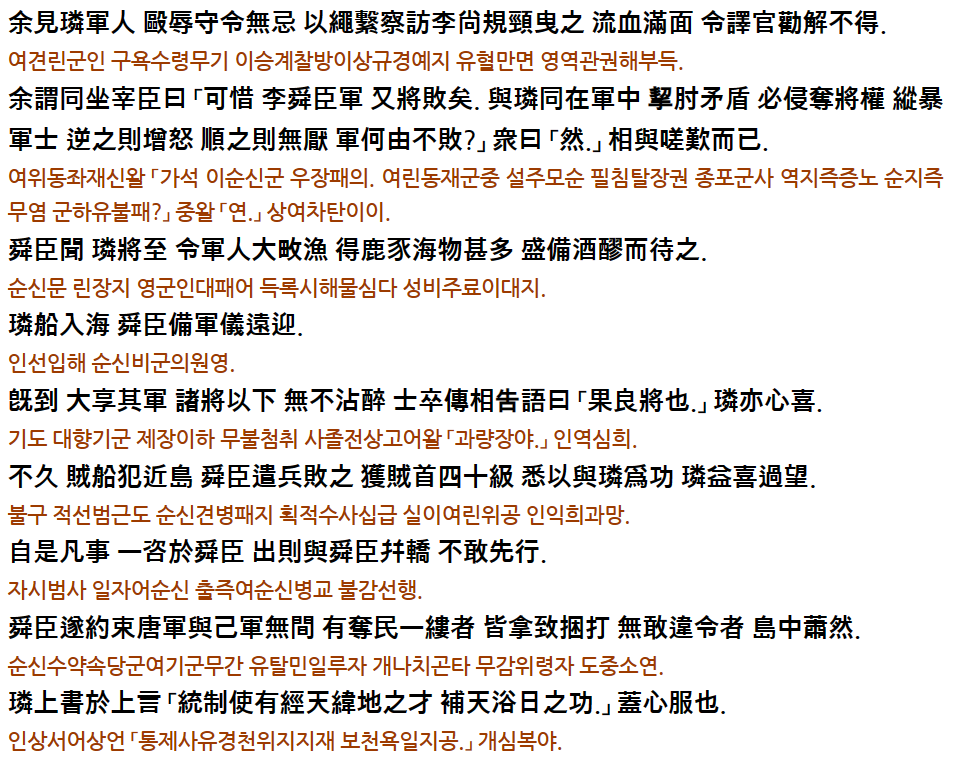 余見璘軍人 毆辱守令無忌 以繩繫察訪李尙規頸曳之 流血滿面 令譯官勸解不得.
여견린군인 구욕수령무기 이승계찰방이상규경예지 유혈만면 영역관권해부득.
余謂同坐宰臣曰「可惜 李舜臣軍 又將敗矣. 與璘同在軍中 掣肘矛盾 必侵奪將權 縱暴
軍士 逆之則增怒 順之則無厭 軍何由不敗?」衆曰「然.」相與嗟歎而已.
여위동좌재신왈「가석 이순신군 우장패의. 여린동재군중 설주모순 필침탈장권 종포군사 역지즉증노 순지즉
무염 군하유불패?」중왈「연.」상여차탄이이.
舜臣聞 璘將至 令軍人大畋漁 得鹿豕海物甚多 盛備酒醪而待之.
순신문 린장지 영군인대패어 득록시해물심다 성비주료이대지.
璘船入海 舜臣備軍儀遠迎.
인선입해 순신비군의원영.
旣到 大享其軍 諸將以下 無不沾醉 士卒傳相告語曰「果良將也.」璘亦心喜.
기도 대향기군 제장이하 무불첨취 사졸전상고어왈「과량장야.」인역심희.
不久 賊船犯近島 舜臣遣兵敗之 獲賊首四十級 悉以與璘爲功 璘益喜過望.
불구 적선범근도 순신견병패지 획적수사십급 실이여린위공 인익희과망.
自是凡事 一咨於舜臣 出則與舜臣幷轎 不敢先行.
자시범사 일자어순신 출즉여순신병교 불감선행.
舜臣遂約束唐軍與己軍無間 有奪民一縷者 皆拿致捆打 無敢違令者 島中肅然.
순신수약속당군여기군무간 유탈민일루자 개나치곤타 무감위령자 도중소연.
璘上書於上言「統制使有經天緯地之才 補天浴日之功.」蓋心服也.
인상서어상언「통제사유경천위지지재 보천욕일지공.」개심복야.